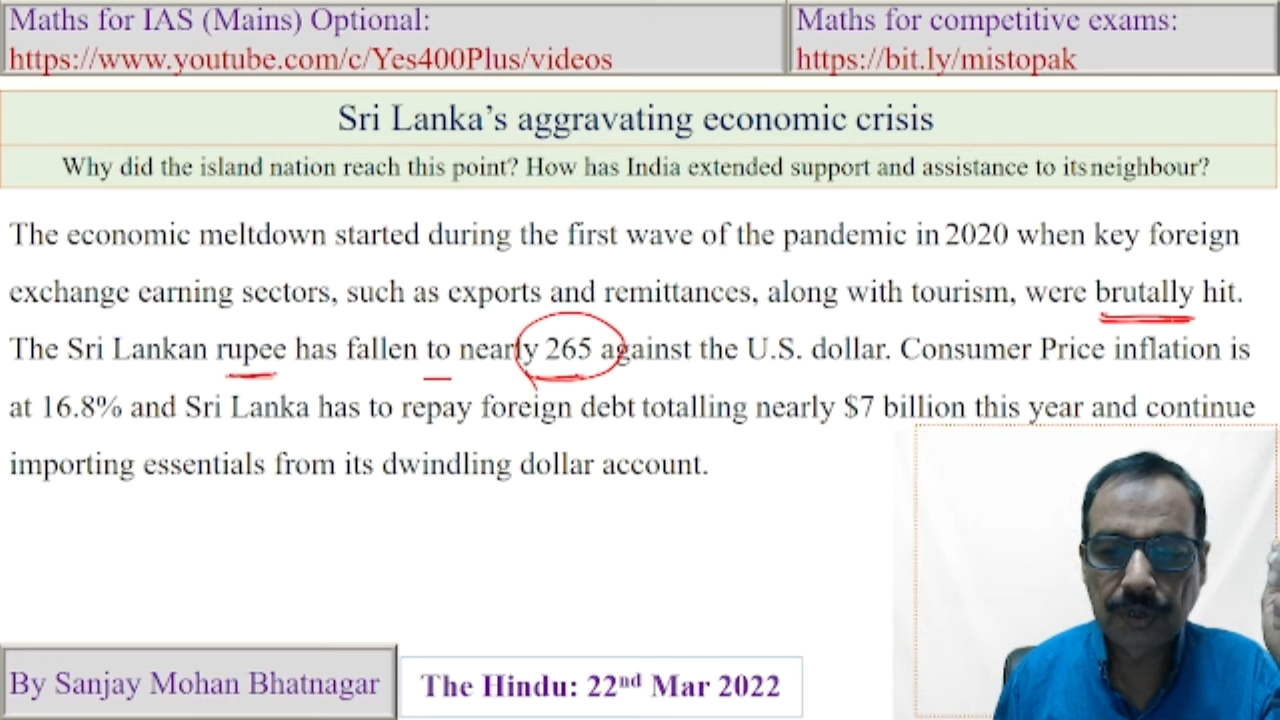 Maths for IAS (Mains) Optional:
https://www.youtube.com/c/Yes400Plus/videos
Maths for competitive exams:
https://bit.ly/mistopak
Sri Lanka’s aggravating economic crisis
Why did the island nation reach this point? How has India extended support and assistance to its neighbour?
The economic meltdown started during the first wave of the pandemic in 2020 when key foreign
exchange earning sectors, such as exports and remittances, along with tourism, were brutally hit.
The Sri Lankan rupee has fallen to nearly 265 against the U.S. dollar. Consumer Price inflation is
at 16.8% and Sri Lanka has to repay foreign debt totalling nearly $7 billion this year and continue
importing essentials from its dwindling dollar account.
By Sanjay Mohan Bhatnagar
The Hindu: 22nd Mar 2022